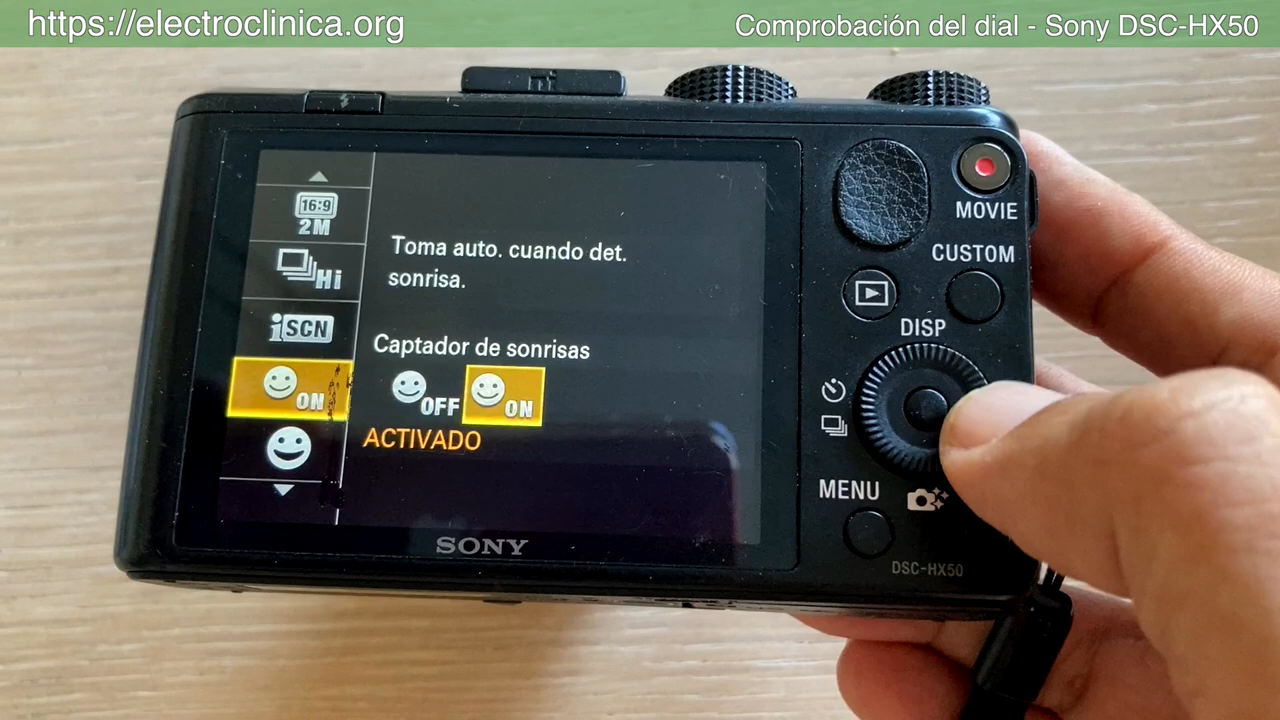 https://electroclinica.org
Comprobación del dial - Sony DSC-HX50
mi
16:9
2M
Hi
iSCN
ON
Toma auto. cuando det.
sonrisa.
Captador de sonrisas
OFF
ON
ACTIVADO
SONY
MOVIE
CUSTOM
DISP
MENU
DSC-HX50